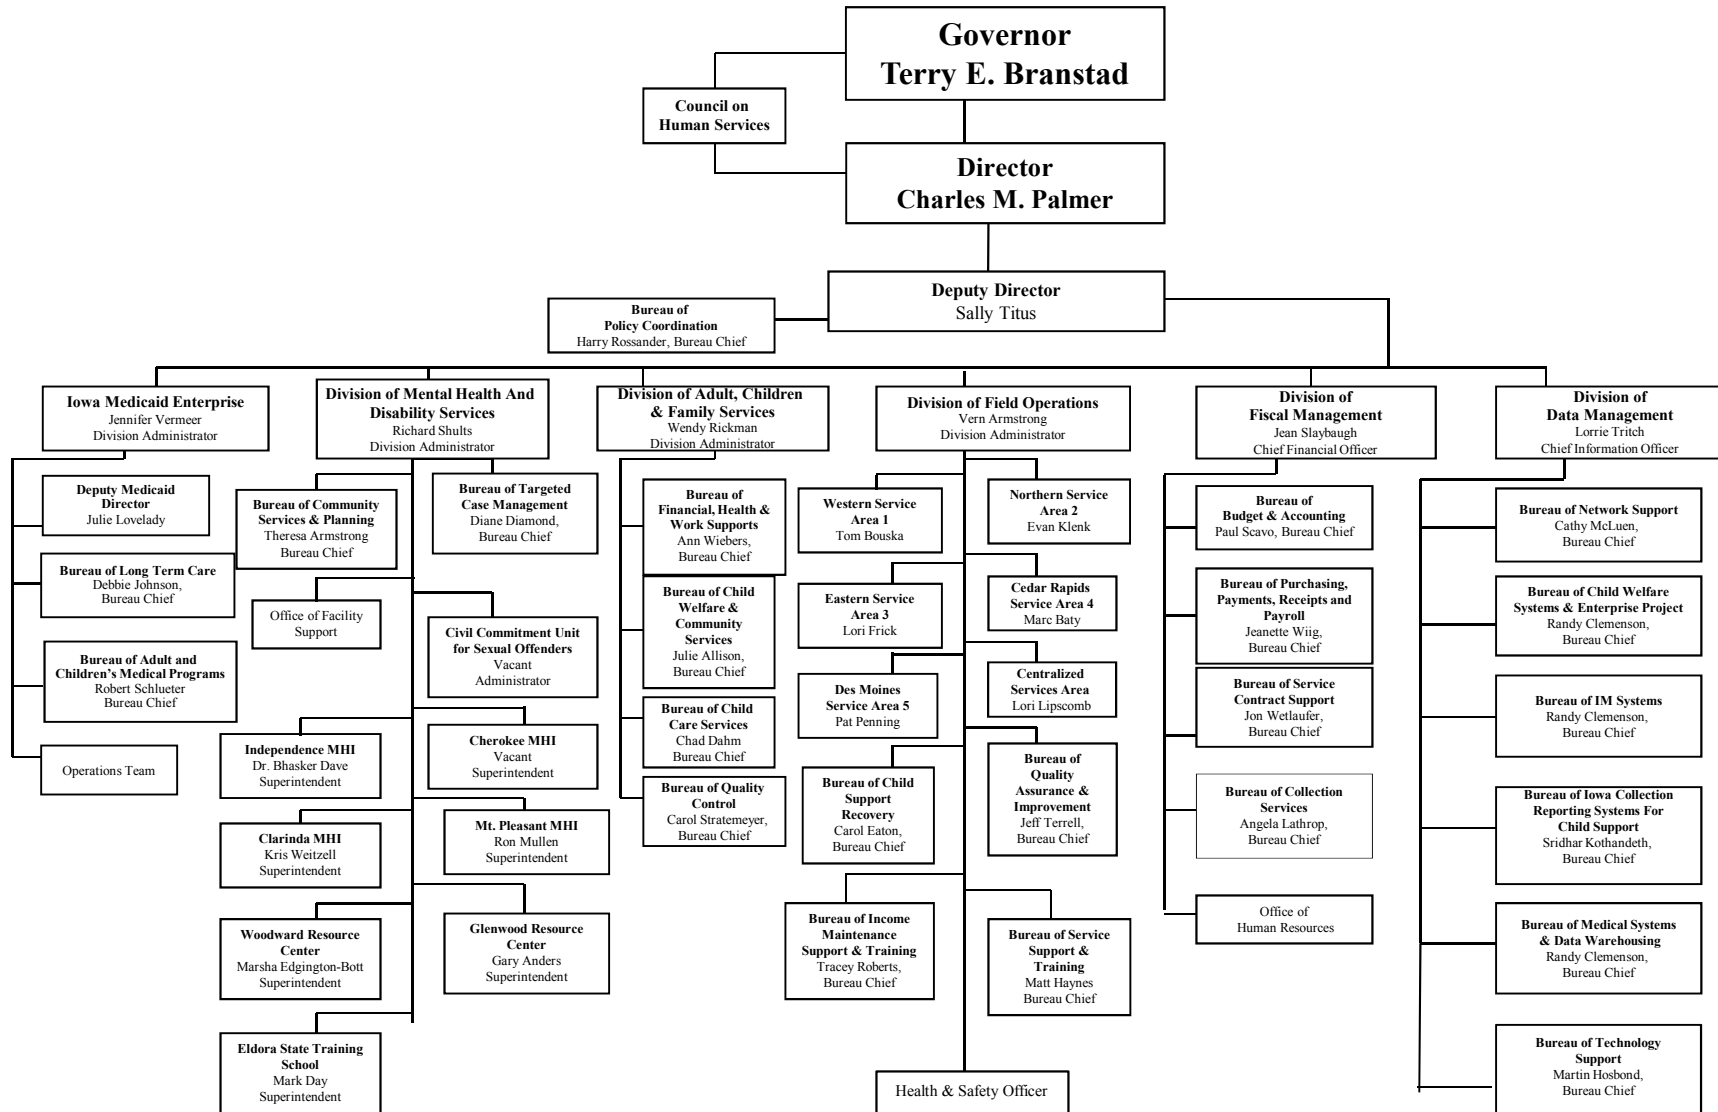 Governor
Terry E. Branstad
Council on
Human Services
Director
Charles M. Palmer
Deputy Director
Sally Titus
Bureau of
Policy Coordination
Harry Rossander, Bureau Chief
Iowa Medicaid Enterprise
Jennifer Vermeer
Division Administrator
Deputy Medicaid
Director
Julie Lovelady
Bureau of Long Term Care
Debbie Johnson,
Bureau Chief
Bureau of Adult and
Children's Medical Programs
Robert Schlueter
Bureau Chief
Operations Team
Division of Mental Health And
Disability Services
Richard Shults
Division Administrator
Bureau of Community
Services & Planning
Theresa Armstrong
Bureau Chief
Bureau of Targeted
Case Management
Diane Diamond,
Bureau Chief
Office of Facility
Support
Civil Commitment Unit
for Sexual Offenders
Vacant
Administrator
Independence MHI
Dr. Bhasker Dave
Superintendent
Cherokee MHI
Vacant
Superintendent
Clarinda MHI
Kris Weitzell
Superintendent
Mt. Pleasant MHI
Ron Mullen
Superintendent
Woodward Resource
Center
Marsha Edgington-Bott
Superintendent
Glenwood Resource
Center
Gary Anders
Superintendent
Eldora State Training
School
Mark Day
Superintendent
Division of Adult, Children
& Family Services
Wendy Rickman
Division Administrator
Bureau of
Financial, Health &
Work Supports
Ann Wiebers,
Bureau Chief
Bureau of Child
Welfare &
Community
Services
Julie Allison,
Bureau Chief
Bureau of Child
Care Services
Chad Dahm
Bureau Chief
Bureau of Quality
Control
Carol Stratemeyer,
Bureau Chief
Division of Field Operations
Vern Armstrong
Division Administrator
Western Service
Area 1
Tom Bouska
Northern Service
Area 2
Evan Klenk
Eastern Service
Area 3
Lori Frick
Cedar Rapids
Service Area 4
Marc Baty
Des Moines
Service Area 5
Pat Penning
Centralized
Services Area
Lori Lipscomb
Bureau of Child
Support
Recovery
Carol Eaton,
Bureau Chief
Bureau of
Quality
Assurance &
Improvement
Jeff Terrell,
Bureau Chief
Bureau of Income
Maintenance
Support & Training
Tracey Roberts,
Bureau Chief
Bureau of Service
Support &
Training
Matt Haynes
Bureau Chief
Health & Safety Officer
Division of
Fiscal Management
Jean Slaybaugh
Chief Financial Officer
Bureau of
Budget & Accounting
Paul Scavo, Bureau Chief
Bureau of Purchasing,
Payments, Receipts and
Payroll
Jeanette Wiig,
Bureau Chief
Bureau of Service
Contract Support
Jon Wetlaufer,
Bureau Chief
Bureau of Collection
Services
Angela Lathrop,
Bureau Chief
Office of
Human Resources
Division of
Data Management
Lorrie Tritch
Chief Information Officer
Bureau of Network Support
Cathy McLuen,
Bureau Chief
Bureau of Child Welfare
Systems & Enterprise Project
Randy Clemenson,
Bureau Chief
Bureau of IM Systems
Randy Clemenson,
Bureau Chief
Bureau of Iowa Collection
Reporting Systems For
Child Support
Sridhar Kothandeth,
Bureau Chief
Bureau of Medical Systems
& Data Warehousing
Randy Clemenson,
Bureau Chief
Bureau of Technology
Support
Martin Hosbond,
Bureau Chief